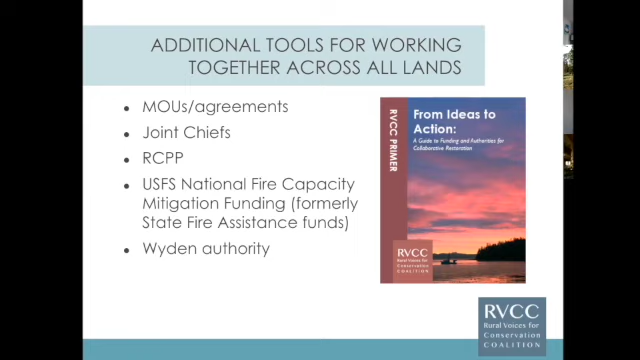 ADDITIONAL TOOLS FOR WORKING
TOGETHER ACROSS ALL LANDS
MOUs/agreements
Joint Chiefs
RCPP
USFS National Fire Capacity
Mitigation Funding (formerly
State Fire Assistance funds)
Wyden authority
RVCC PRIMER
From Ideas to
Action:
A Guide to Funding and Authorities for
Collaborative Restoration
RVCC
Rural Voices for
Conservation
COALITION
RVCC
Rural Voices for
Conservation
COALITION